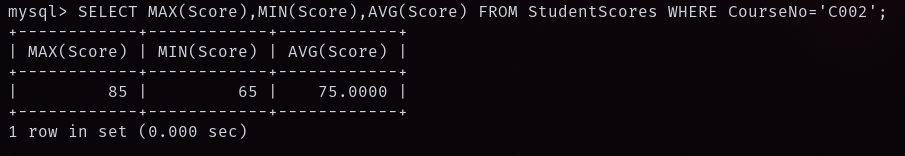 mysql> SELECT MAX(Score),MIN(Score),AVG(Score) FROM StudentScores WHERE CourseNo='C002';
+------------+------------+------------+
| MAX(Score) | MIN(Score) | AVG(Score) |
+------------+------------+------------+
|         85 |         65 |    75.0000 |
+------------+------------+------------+
1 row in set (0.000 sec)